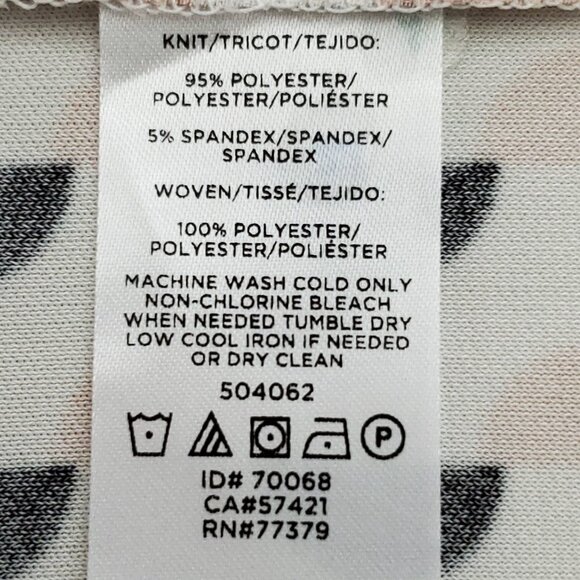 KNIT/TRICOT/TEJIDO:
95% POLYESTER/
POLYESTER/POLIÉSTER
5% SPANDEX/SPANDEX/
SPANDEX
WOVEN/TISSÉ/TEJIDO:
100% POLYESTER/
POLYESTER/POLIÉSTER
MACHINE WASH COLD ONLY
NON-CHLORINE BLEACH
WHEN NEEDED TUMBLE DRY
LOW COOL IRON IF NEEDED
OR DRY CLEAN
504062
P
ID# 70068
CA#57421
RN#77379